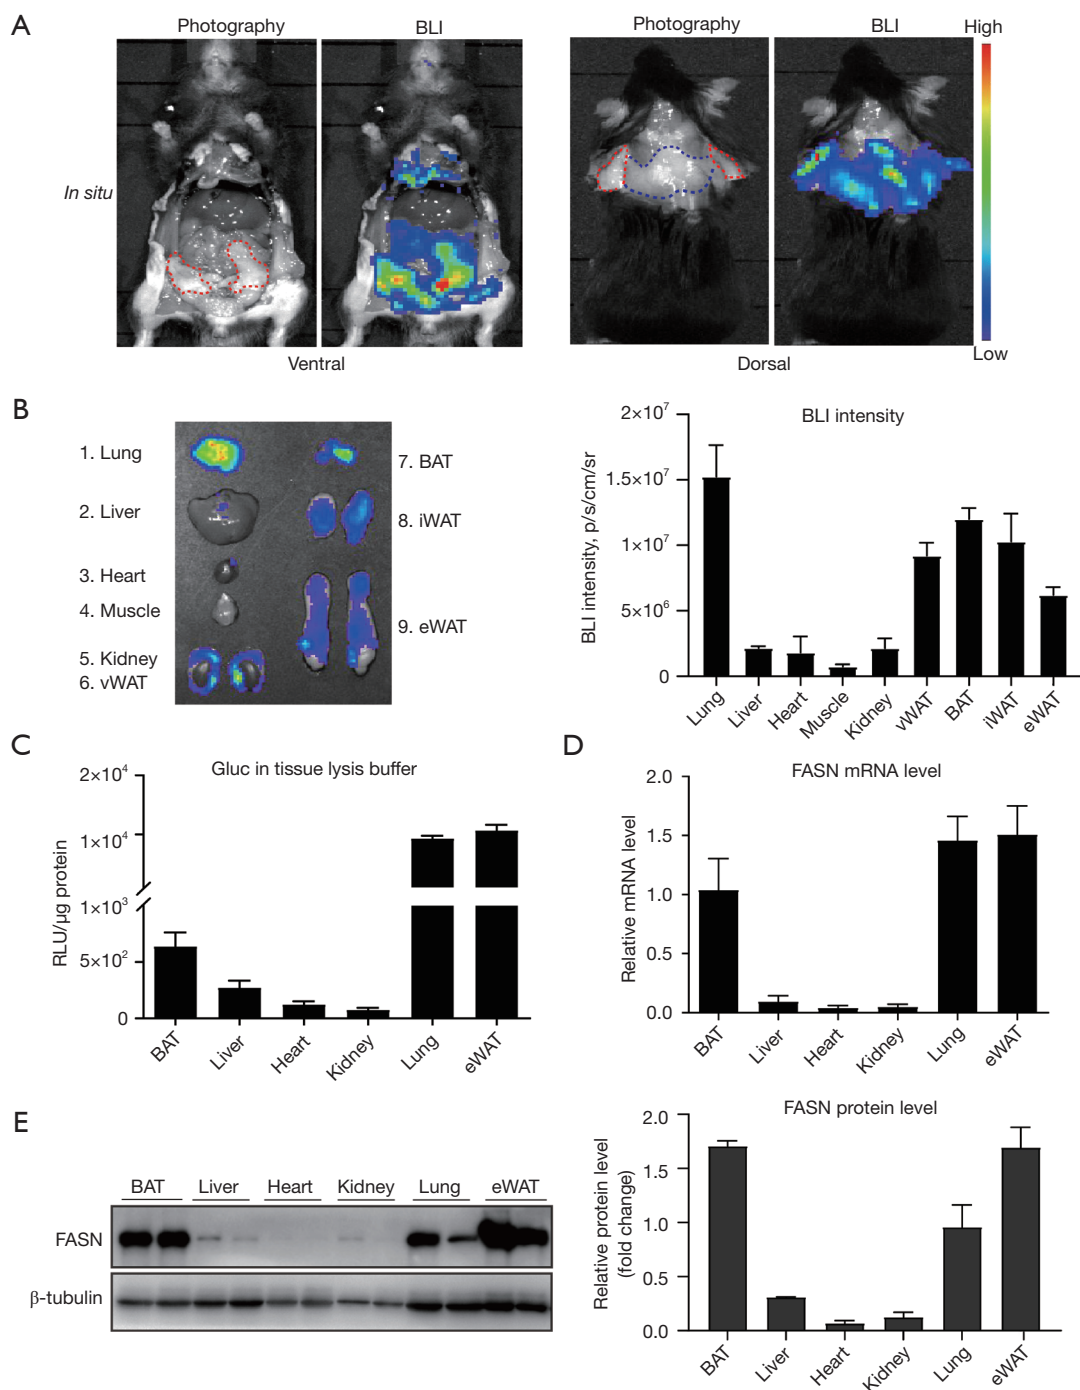 A
Photography
BLI
Photography
BLI
High
In situ
Low
Ventral
Dorsal
B
1. Lung
2. Liver
3. Heart
4. Muscle
5. Kidney
6. vWAT
7. BAT
8. iWAT
9. eWAT
BLI intensity
BLI intensity, p/s/cm/sr
2×10⁷
1.5×10⁷
1×10⁷
5×10⁶
0
Lung
Liver
Heart
Muscle
Kidney
vWAT
BAT
iWAT
eWAT
C
Gluc in tissue lysis buffer
RLU/µg protein
2×10⁴
1×10⁴
1×10³
5×10²
0
BAT
Liver
Heart
Kidney
Lung
eWAT
D
FASN mRNA level
Relative mRNA level
2.0
1.5
1.0
0.5
0.0
BAT
Liver
Heart
Kidney
Lung
eWAT
E
BAT
Liver
Heart
Kidney
Lung
eWAT
FASN
β-tubulin
FASN protein level
Relative protein level
(fold change)
2.0
1.5
1.0
0.5
0.0
BAT
Liver
Heart
Kidney
Lung
eWAT